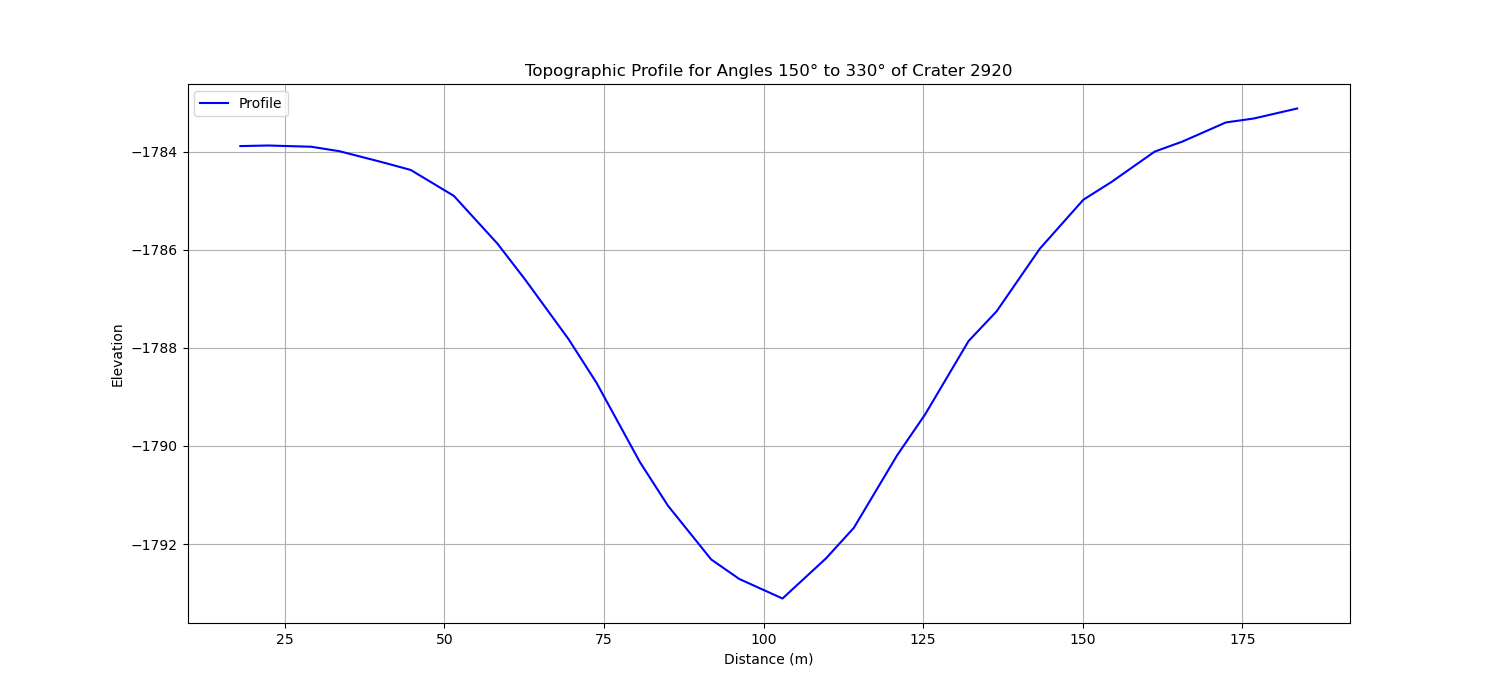 Topographic Profile for Angles 150° to 330° of Crater 2920
Profile
−1784
−1786
−1788
−1790
−1792
Elevation
25 50 75 100 125 150 175
Distance (m)